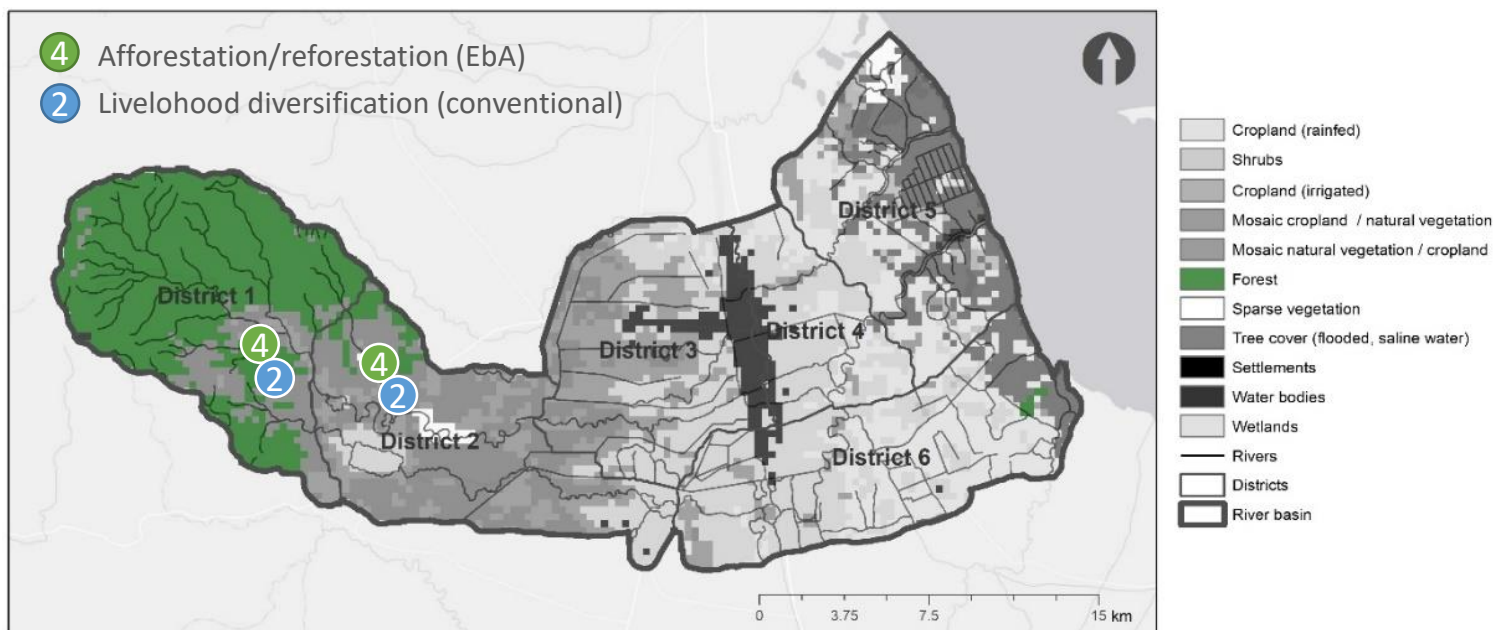 4 Afforestation/reforestation (EbA)
2 Livelohood diversification (conventional)
District 1
4
2
4
2
District 2
District 3
District 4
District 5
District 6
0 3.75 7.5 15 km
Cropland (rainfed)
Shrubs
Cropland (irrigated)
Mosaic cropland / natural vegetation
Mosaic natural vegetation / cropland
Forest
Sparse vegetation
Tree cover (flooded, saline water)
Settlements
Water bodies
Wetlands
Rivers
Districts
River basin